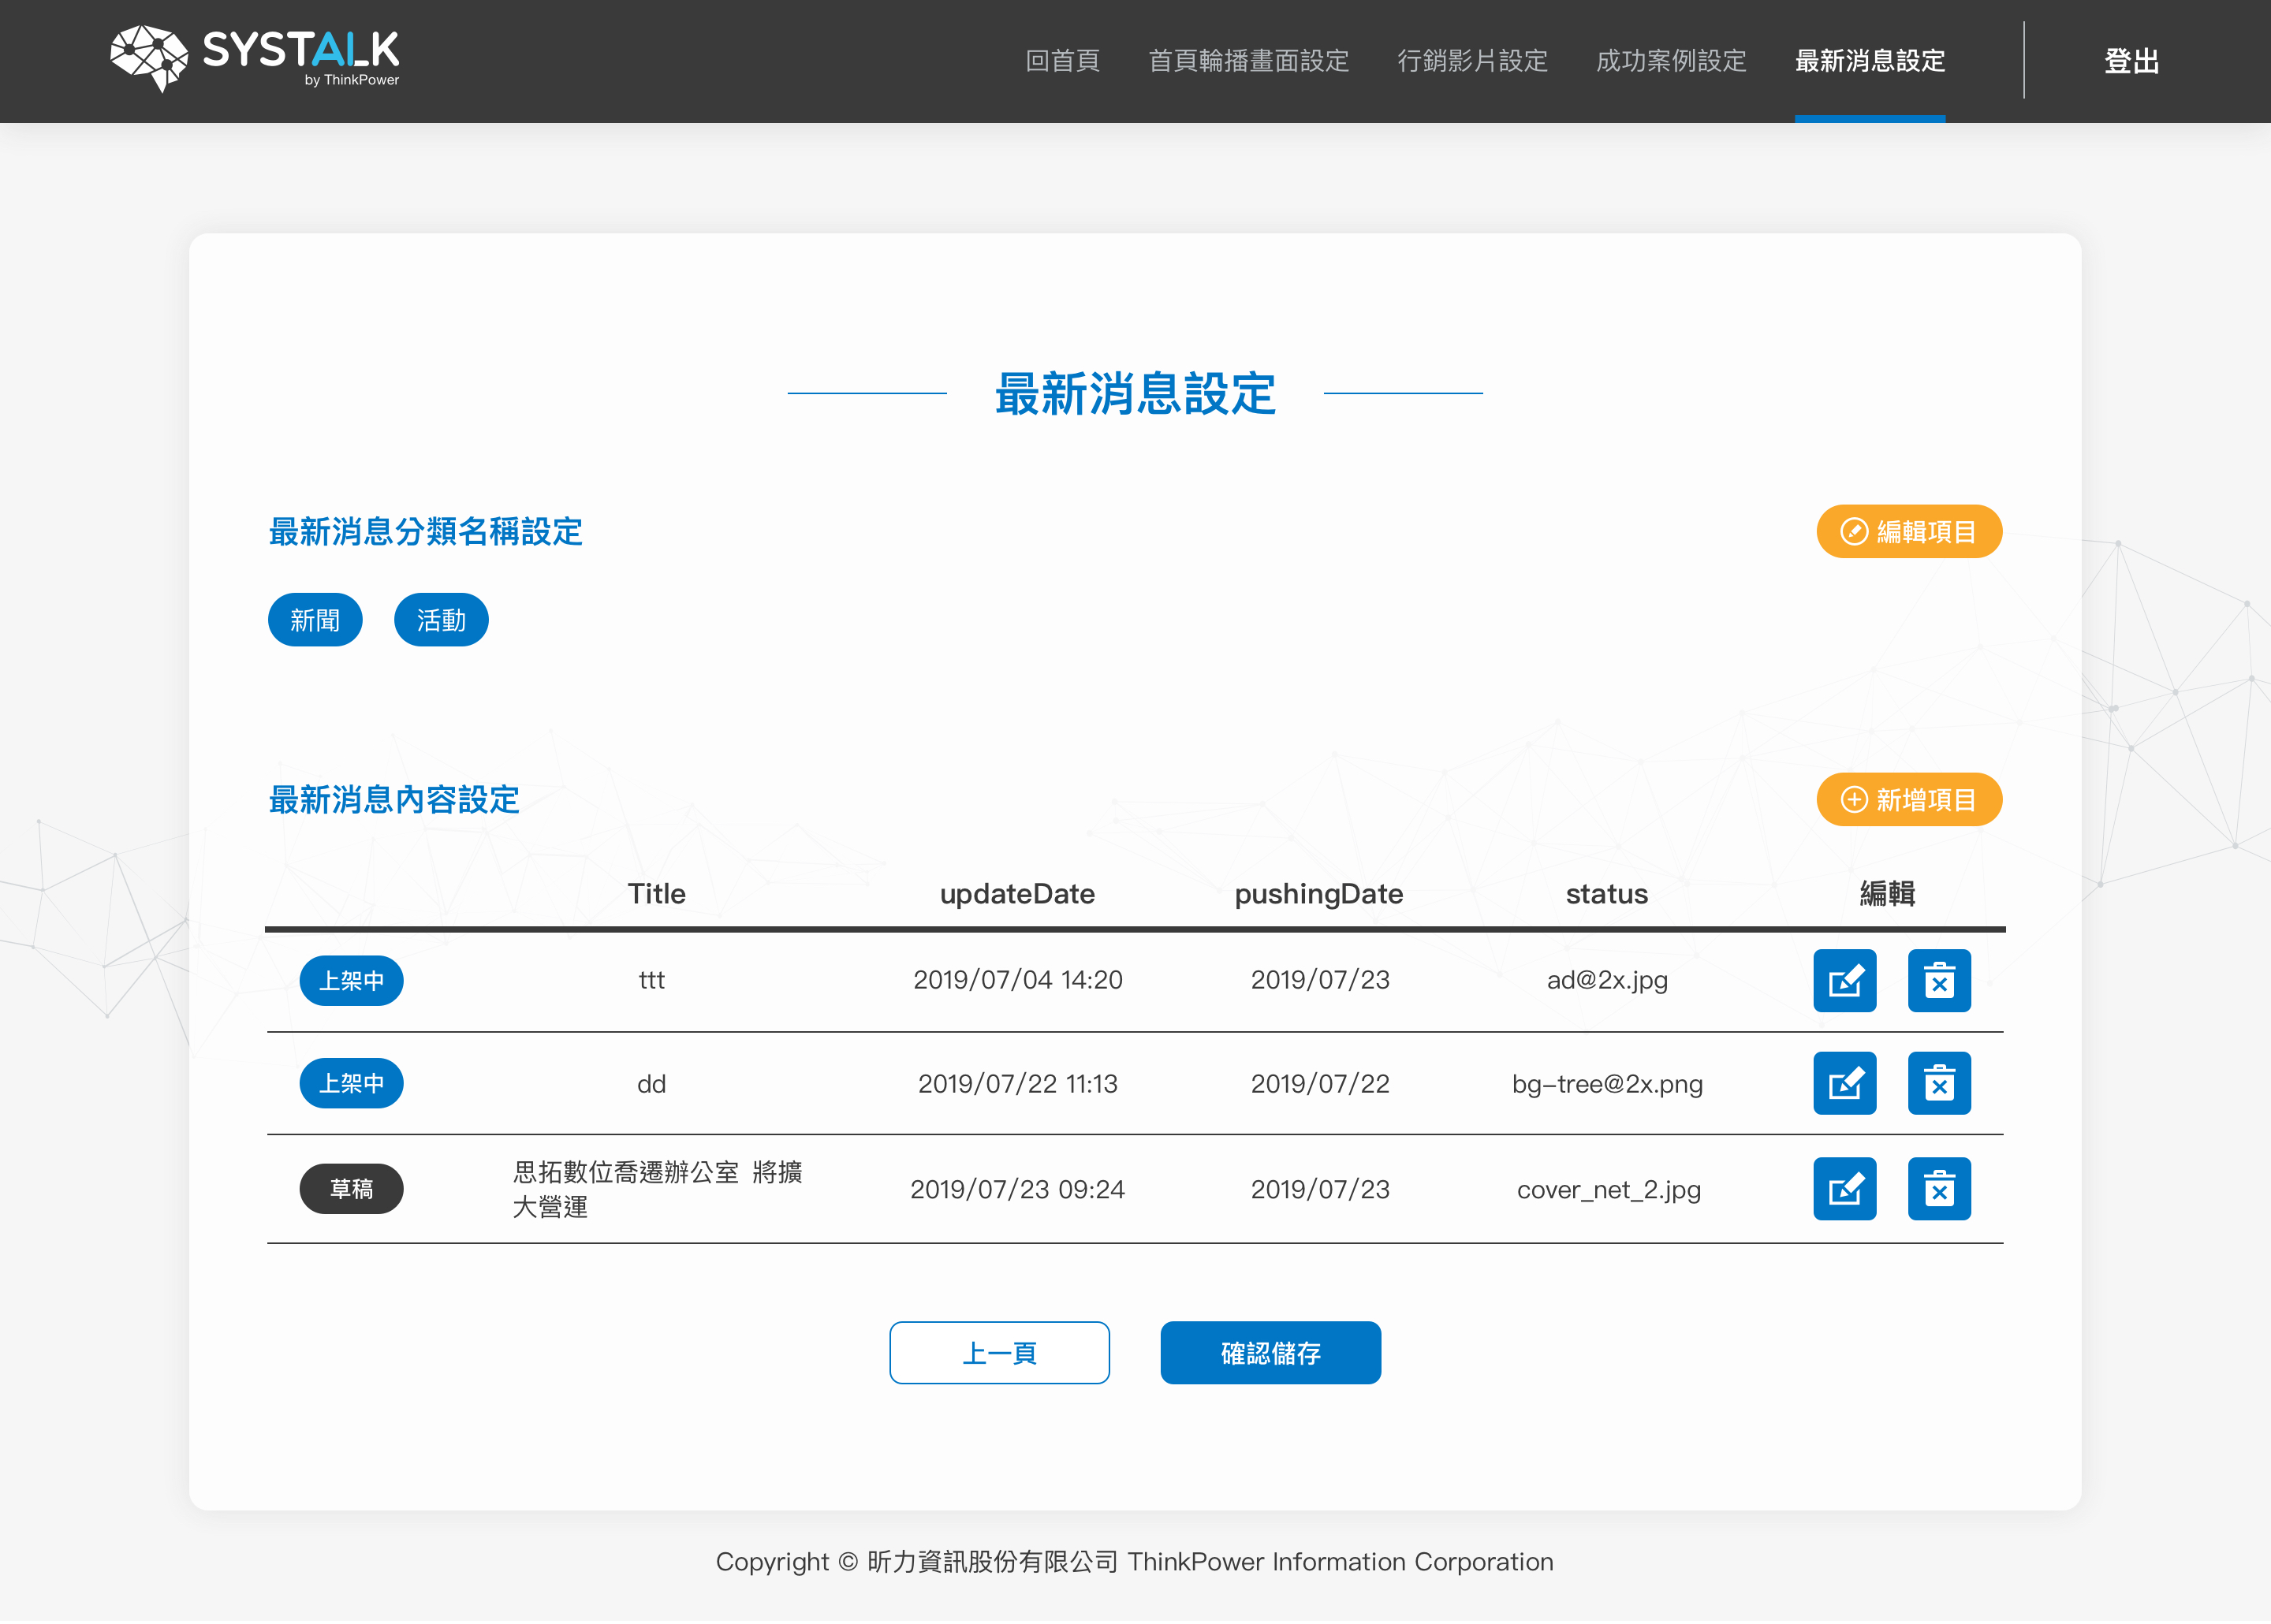 SYSTALK
by ThinkPower
回首頁 首頁輪播畫面設定 行銷影片設定 成功案例設定 最新消息設定 登出
最新消息設定
最新消息分類名稱設定 編輯項目
新聞 活動
最新消息內容設定 新增項目
Title updateDate pushingDate status 編輯
上架中 ttt 2019/07/04 14:20 2019/07/23 ad@2x.jpg
上架中 dd 2019/07/22 11:13 2019/07/22 bg-tree@2x.png
草稿 思拓數位喬遷辦公室 將擴
大營運 2019/07/23 09:24 2019/07/23 cover_net_2.jpg
上一頁 確認儲存
Copyright © 昕力資訊股份有限公司 ThinkPower Information Corporation